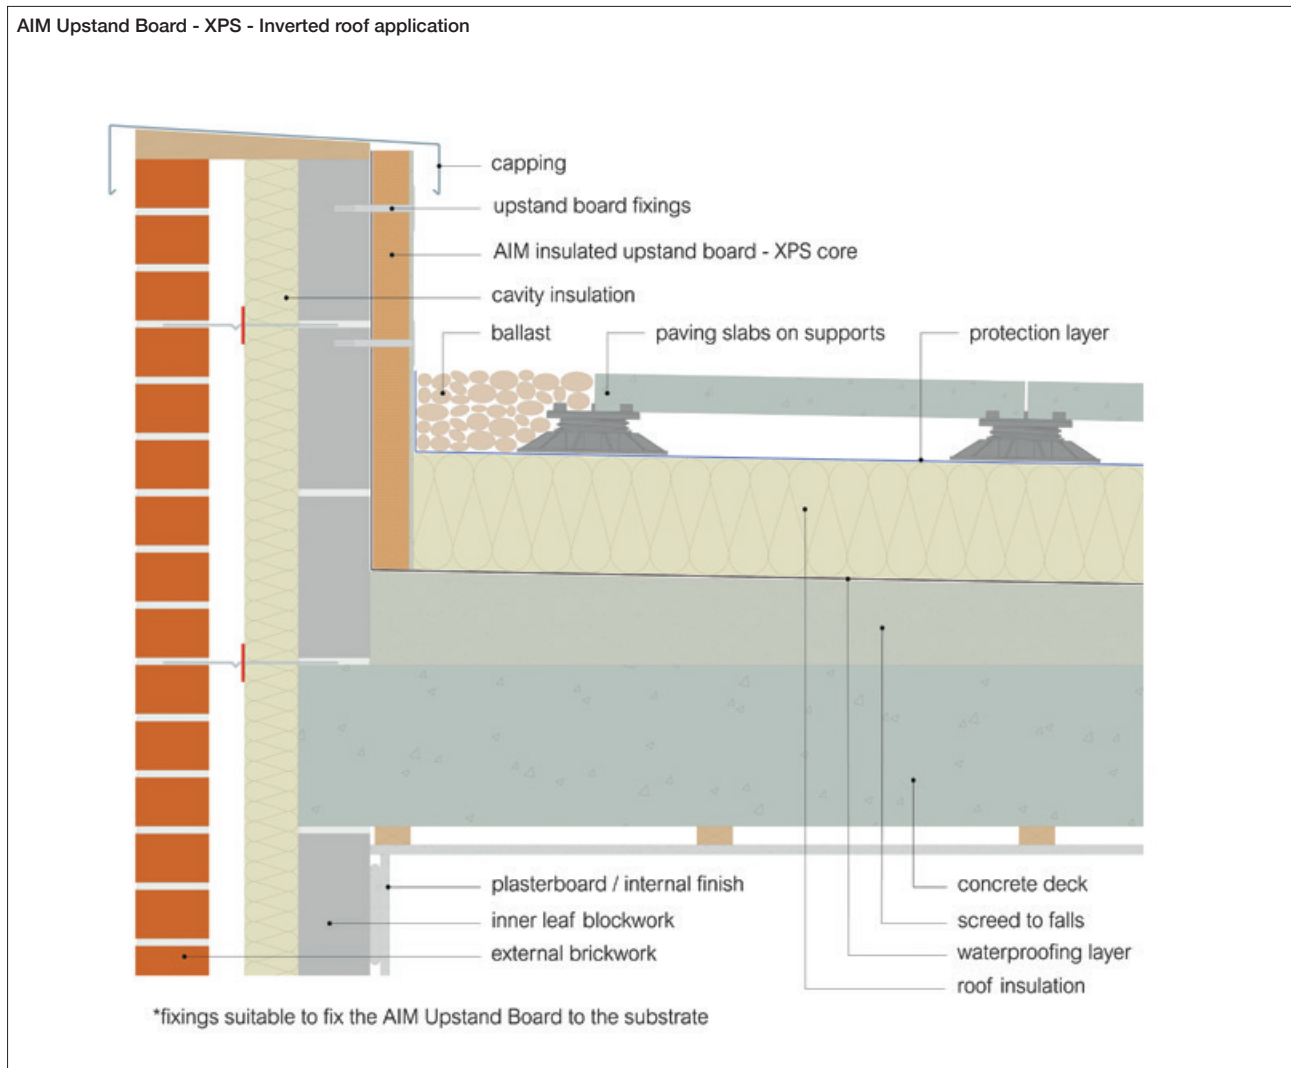 AIM Upstand Board - XPS - Inverted roof application
capping
upstand board fixings
AIM insulated upstand board - XPS core
cavity insulation
ballast
paving slabs on supports
protection layer
plasterboard / internal finish
concrete deck
inner leaf blockwork
screed to falls
external brickwork
waterproofing layer
roof insulation
*fixings suitable to fix the AIM Upstand Board to the substrate